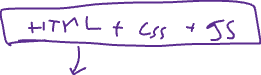 HTML + CSS + JS